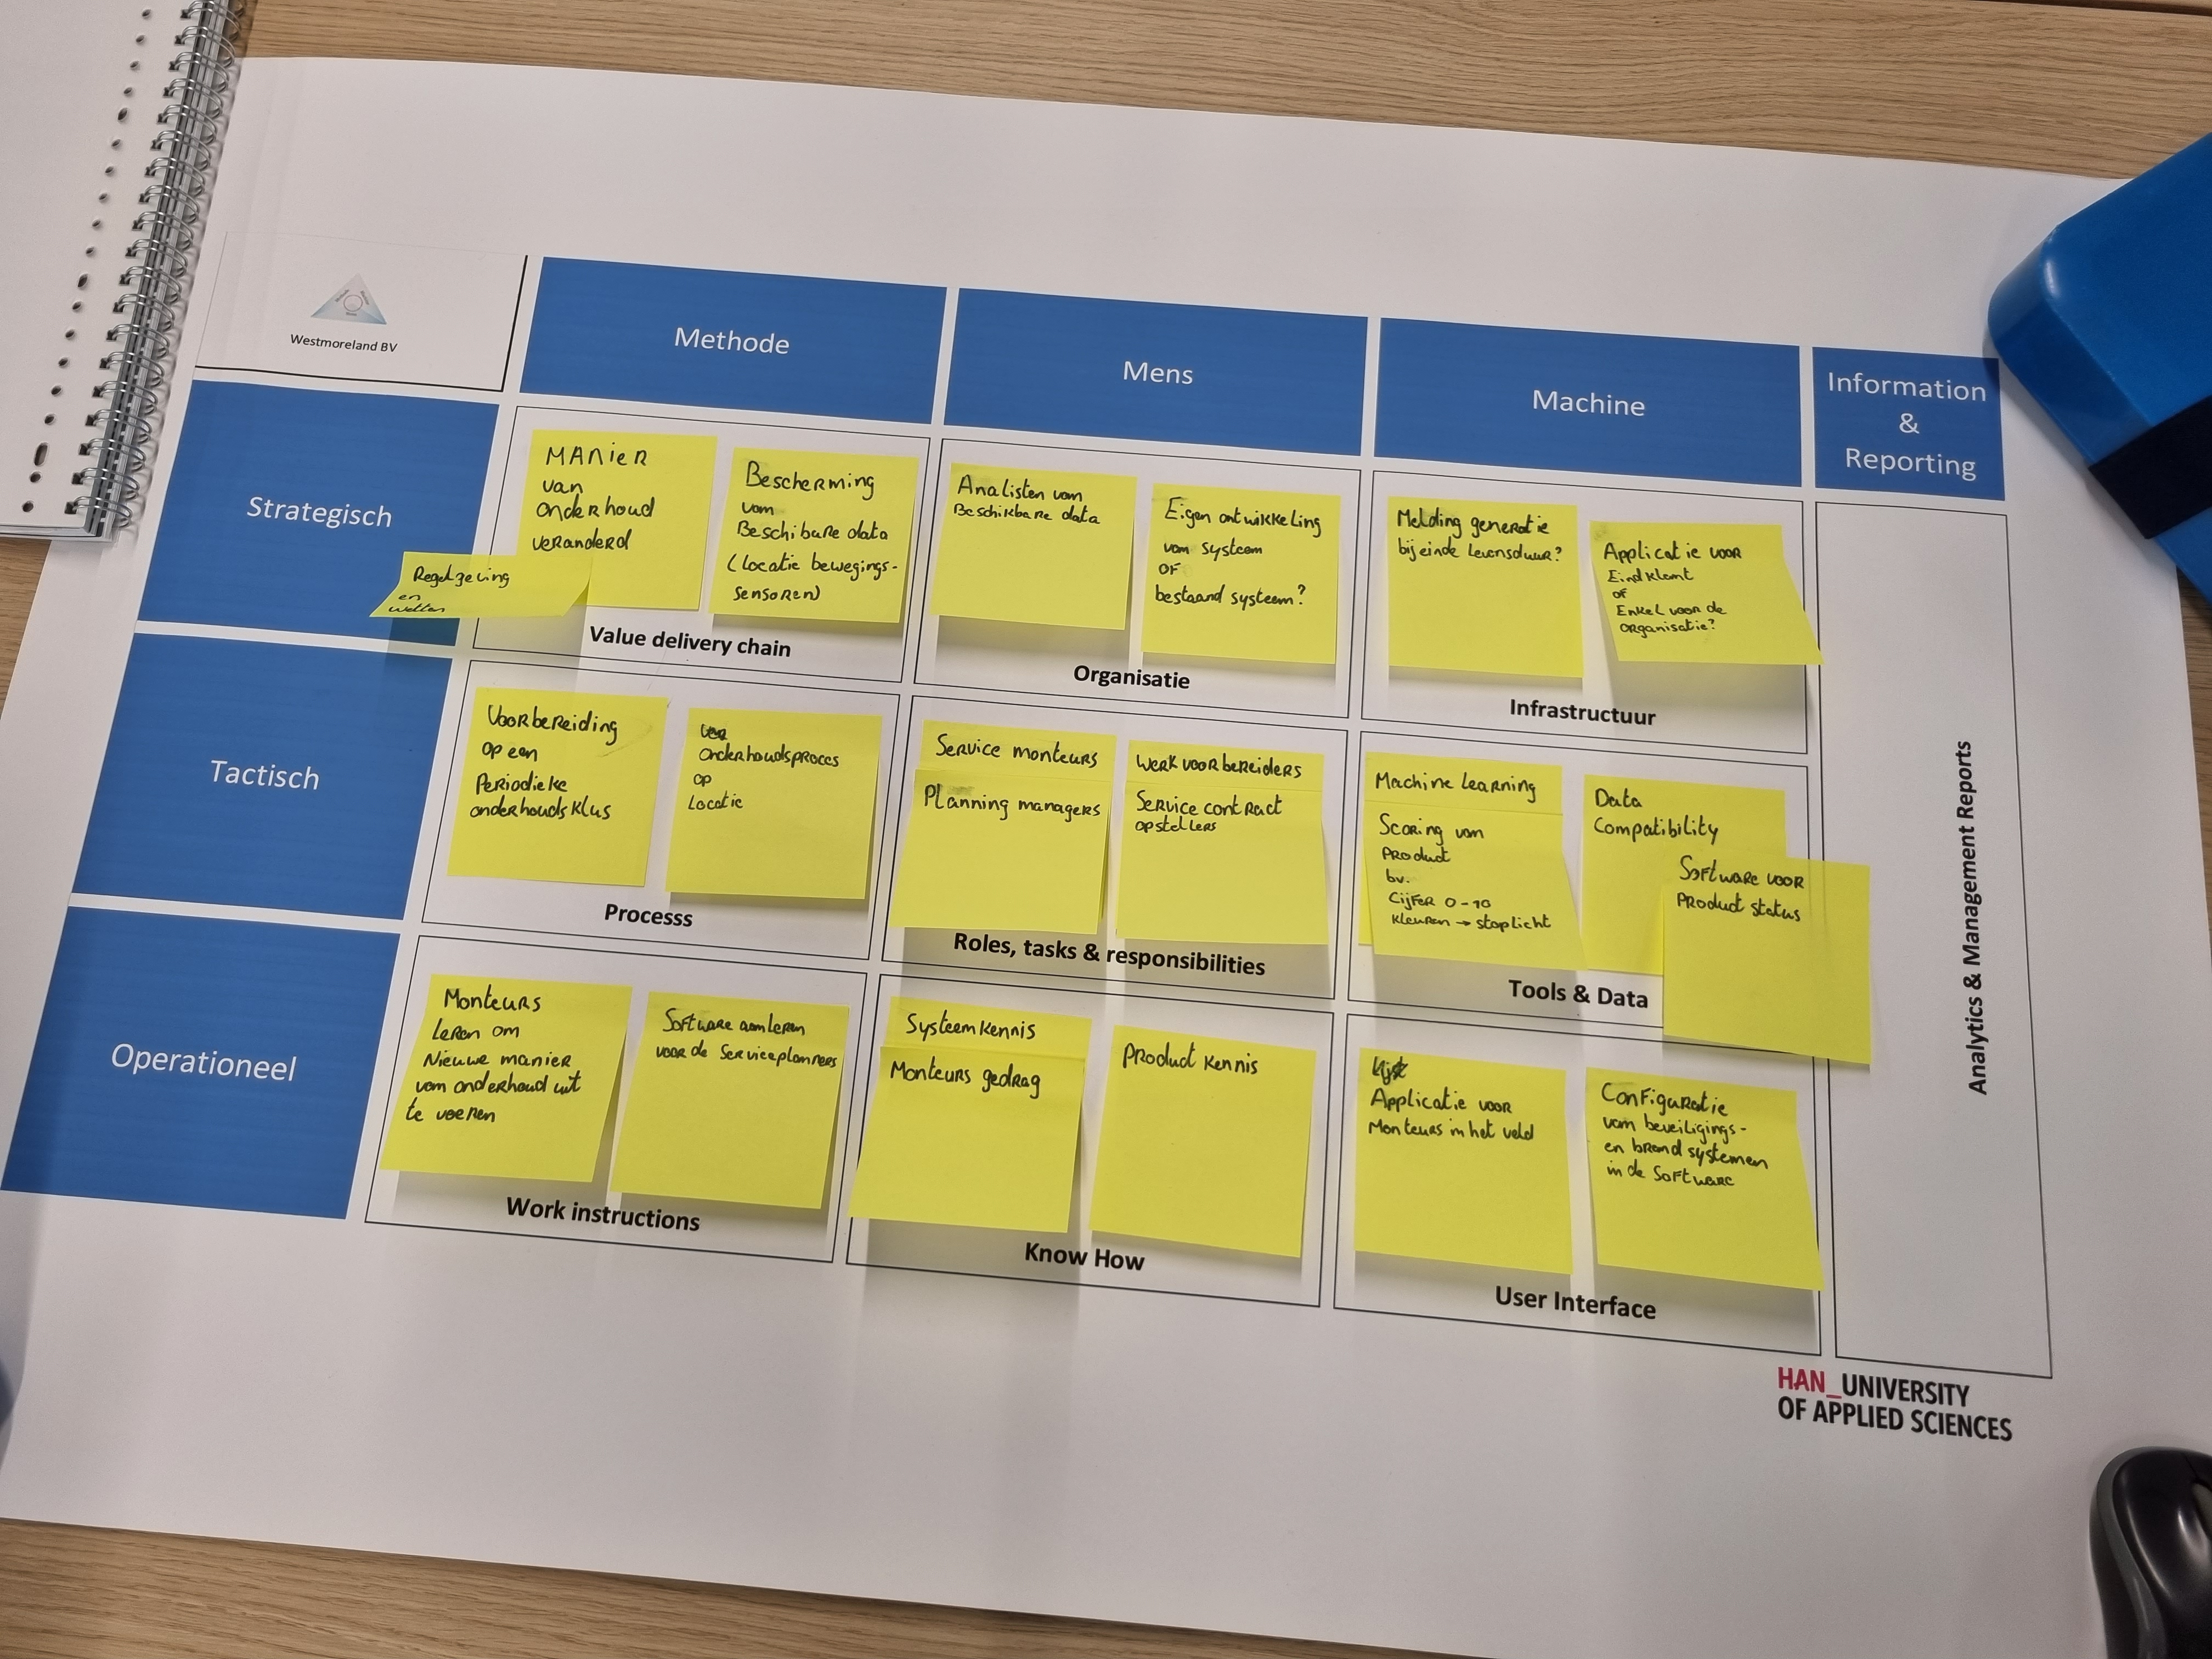 Westmoreland BV
Methode
Mens
Machine
Information
&
Reporting
Strategisch
MANieR
van
onderhoud
veranderd
Regelgeving
en
wetten
Bescherming
van
Beschibare data
(locatie bewegings-
sensoren)
Value delivery chain
Analisten van
Beschikbare data
Eigen ontwikkeling
van systeem
OF
bestaand systeem?
Organisatie
Melding generatie
bij einde levensduur?
Applicatie voor
Eindklant
of
Enkel voor de
organisatie?
Infrastructuur
Tactisch
Voorbereiding
op een
Periodieke
onderhoudsklus
Onderhoudsproces
op
Locatie
Processs
Service monteurs
Planning managers
Werkvoorbereiders
Service contract
opstellers
Roles, tasks & responsibilities
Machine learning
Scoring van
Product
bv.
Cijfer 0-10
kleuren → stoplicht
Data
Compatibility
Software voor
Product status
Tools & Data
Operationeel
Monteurs
leren om
Nieuwe manier
van onderhoud uit
te voeren
Software aanleren
voor de Serviceplanners
Work instructions
Systeemkennis
Monteurs gedrag
Product kennis
Know How
Applicatie voor
Monteurs in het veld
Configuratie
van beveiligings-
en brand systemen
in de Software
User Interface
Analytics & Management Reports
HAN_UNIVERSITY
OF APPLIED SCIENCES